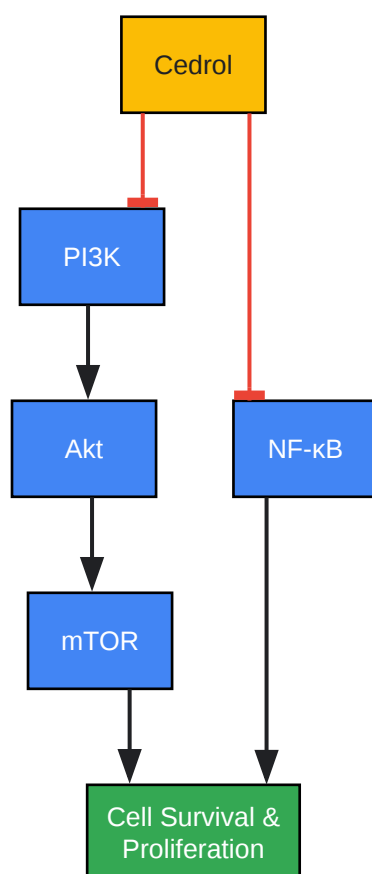 Cedrol
PI3K
Akt
NF-κB
mTOR
Cell Survival &
Proliferation